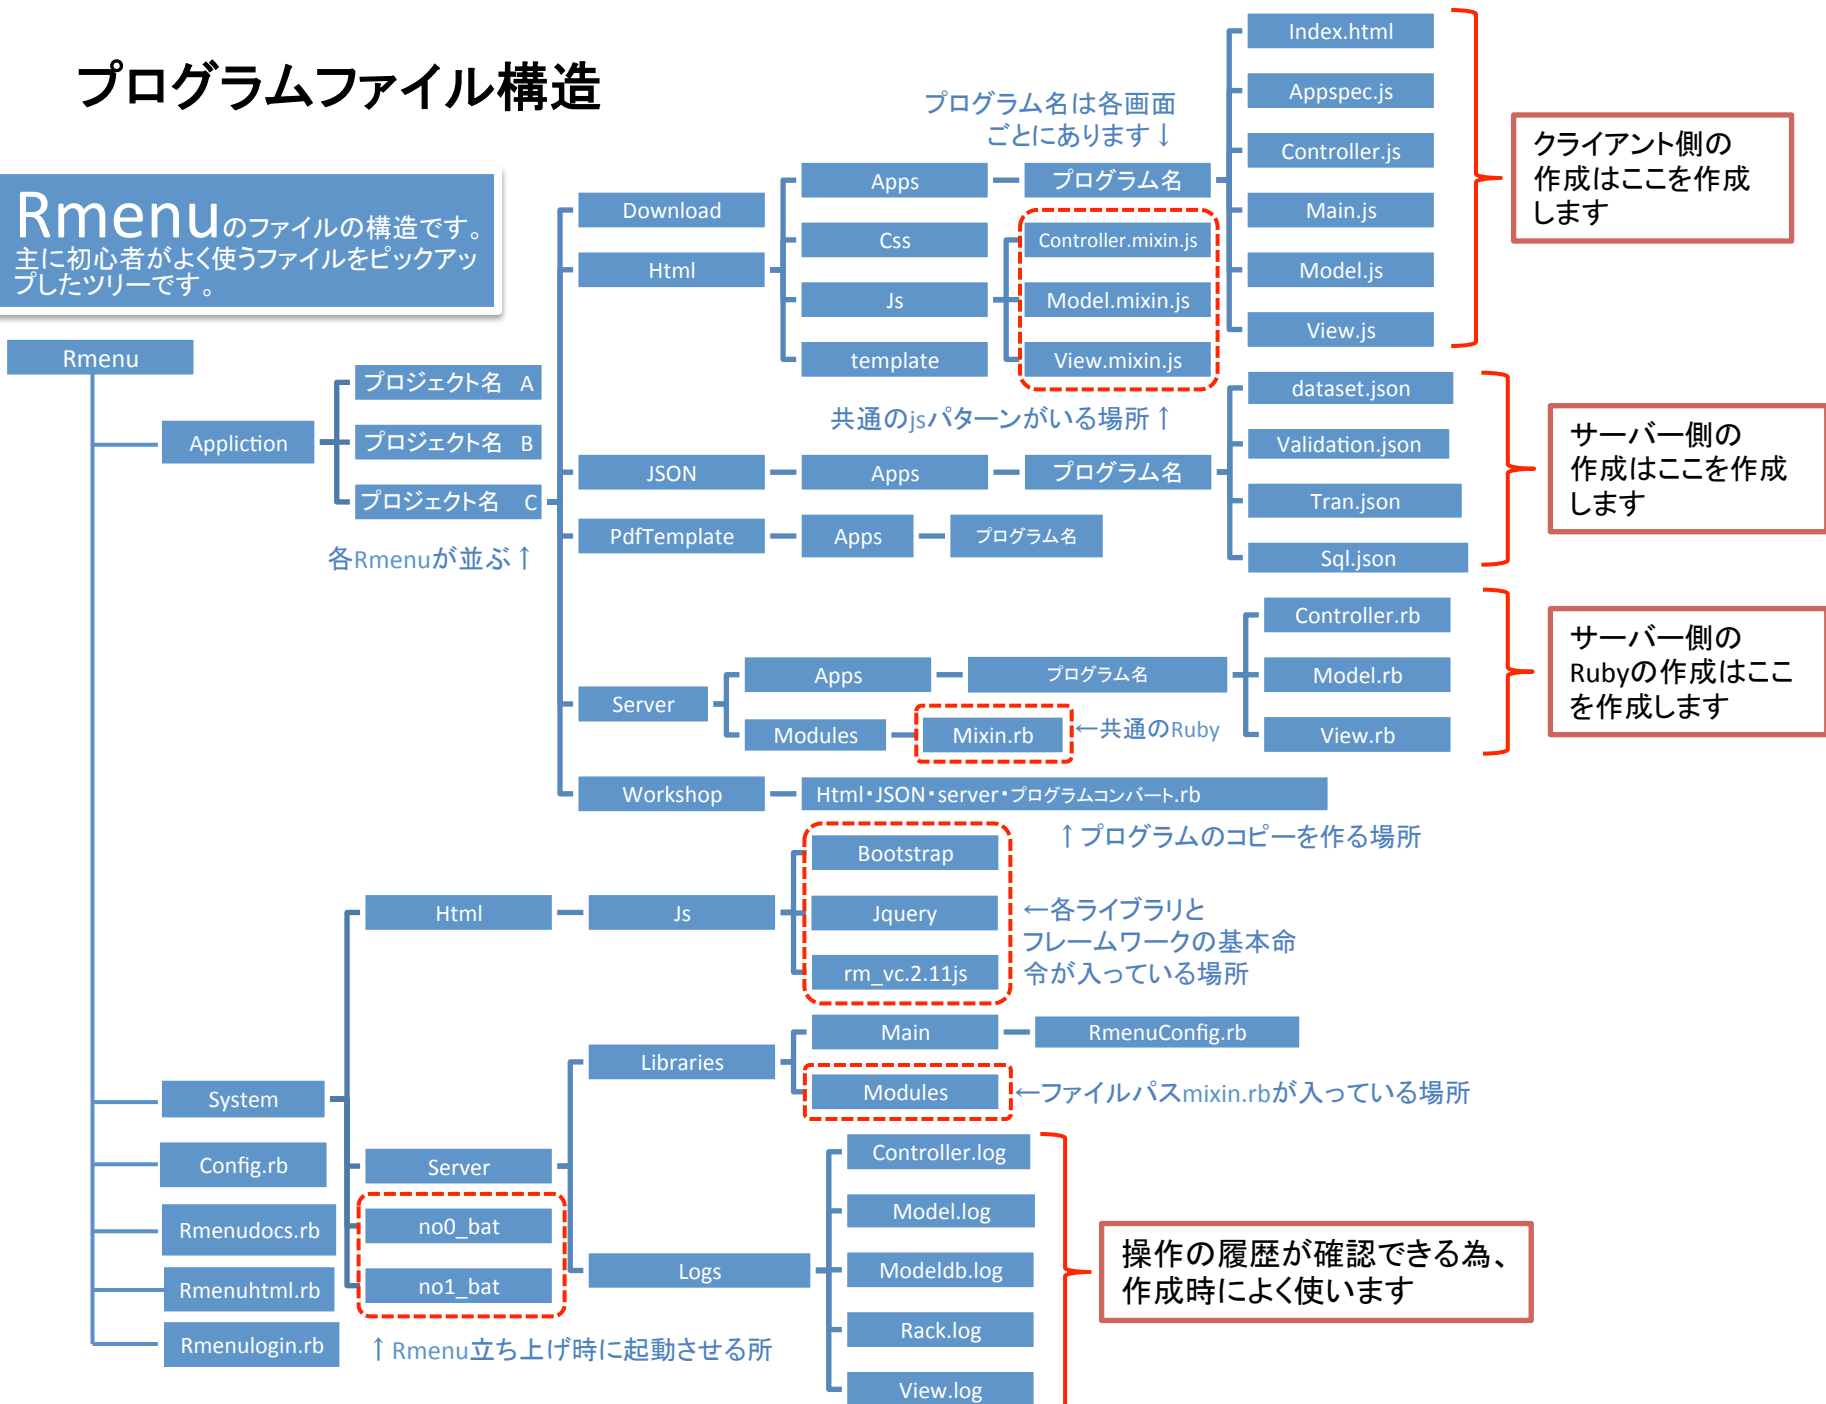 プログラムファイル構造
Rmenuのファイルの構造です。
主に初心者がよく使うファイルをピックアッ
プしたツリーです。
Rmenu
Appliction
プロジェクト名 A
プロジェクト名 B
プロジェクト名 C
各Rmenuが並ぶ↑
Download
Html
Apps
Css
Js
template
プログラム名は各画面
ごとにあります↓
プログラム名
Controller.mixin.js
Model.mixin.js
View.mixin.js
共通のjsパターンがいる場所↑
Index.html
Appspec.js
Controller.js
Main.js
Model.js
View.js
クライアント側の
作成はここを作成
します
JSON
Apps
プログラム名
dataset.json
Validation.json
Tran.json
Sql.json
サーバー側の
作成はここを作成
します
PdfTemplate
Apps
プログラム名
Server
Apps
プログラム名
Controller.rb
Model.rb
View.rb
サーバー側の
Rubyの作成はここ
を作成します
Modules
Mixin.rb
←共通のRuby
Workshop
Html・JSON・server・プログラムコンバート.rb
↑プログラムのコピーを作る場所
System
Html
Js
Bootstrap
Jquery
rm_vc.2.11js
←各ライブラリと
フレームワークの基本命
令が入っている場所
Server
Libraries
Main
RmenuConfig.rb
Modules
←ファイルパスmixin.rbが入っている場所
Logs
Controller.log
Model.log
Modeldb.log
Rack.log
View.log
操作の履歴が確認できる為、
作成時によく使います
no0_bat
no1_bat
↑Rmenu立ち上げ時に起動させる所
Config.rb
Rmenudocs.rb
Rmenuhtml.rb
Rmenulogin.rb